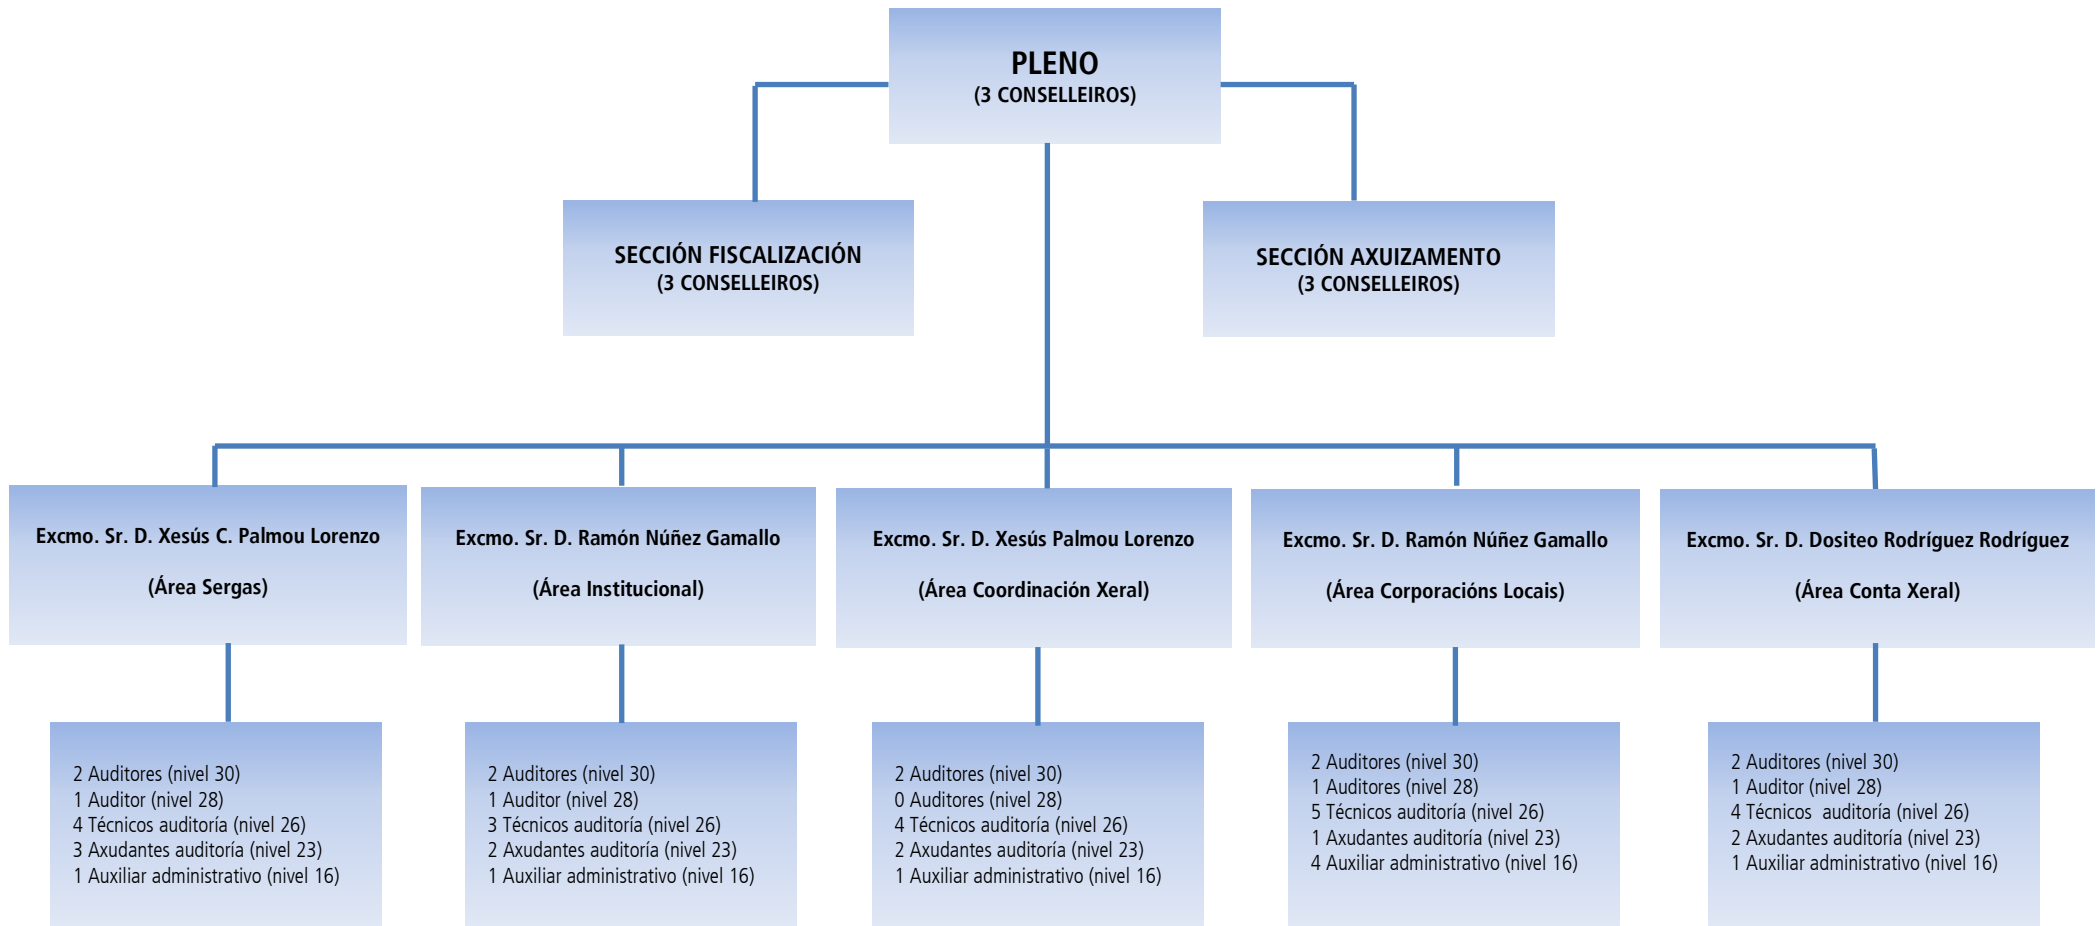 PLENO
(3 CONSELLEIROS)
SECCIÓN FISCALIZACIÓN
(3 CONSELLEIROS)
SECCIÓN AXUIZAMENTO
(3 CONSELLEIROS)
Excmo. Sr. D. Xesús C. Palmou Lorenzo
(Área Sergas)
Excmo. Sr. D. Ramón Núñez Gamallo
(Área Institucional)
Excmo. Sr. D. Xesús Palmou Lorenzo
(Área Coordinación Xeral)
Excmo. Sr. D. Ramón Núñez Gamallo
(Área Corporacións Locais)
Excmo. Sr. D. Dositeo Rodríguez Rodríguez
(Área Conta Xeral)
2 Auditores (nivel 30)
1 Auditor (nivel 28)
4 Técnicos auditoría (nivel 26)
3 Axudantes auditoría (nivel 23)
1 Auxiliar administrativo (nivel 16)
2 Auditores (nivel 30)
1 Auditor (nivel 28)
3 Técnicos auditoría (nivel 26)
2 Axudantes auditoría (nivel 23)
1 Auxiliar administrativo (nivel 16)
2 Auditores (nivel 30)
0 Auditores (nivel 28)
4 Técnicos auditoría (nivel 26)
2 Axudantes auditoría (nivel 23)
1 Auxiliar administrativo (nivel 16)
2 Auditores (nivel 30)
1 Auditores (nivel 28)
5 Técnicos auditoría (nivel 26)
1 Axudantes auditoría (nivel 23)
4 Auxiliar administrativo (nivel 16)
2 Auditores (nivel 30)
1 Auditor (nivel 28)
4 Técnicos auditoría (nivel 26)
2 Axudantes auditoría (nivel 23)
1 Auxiliar administrativo (nivel 16)